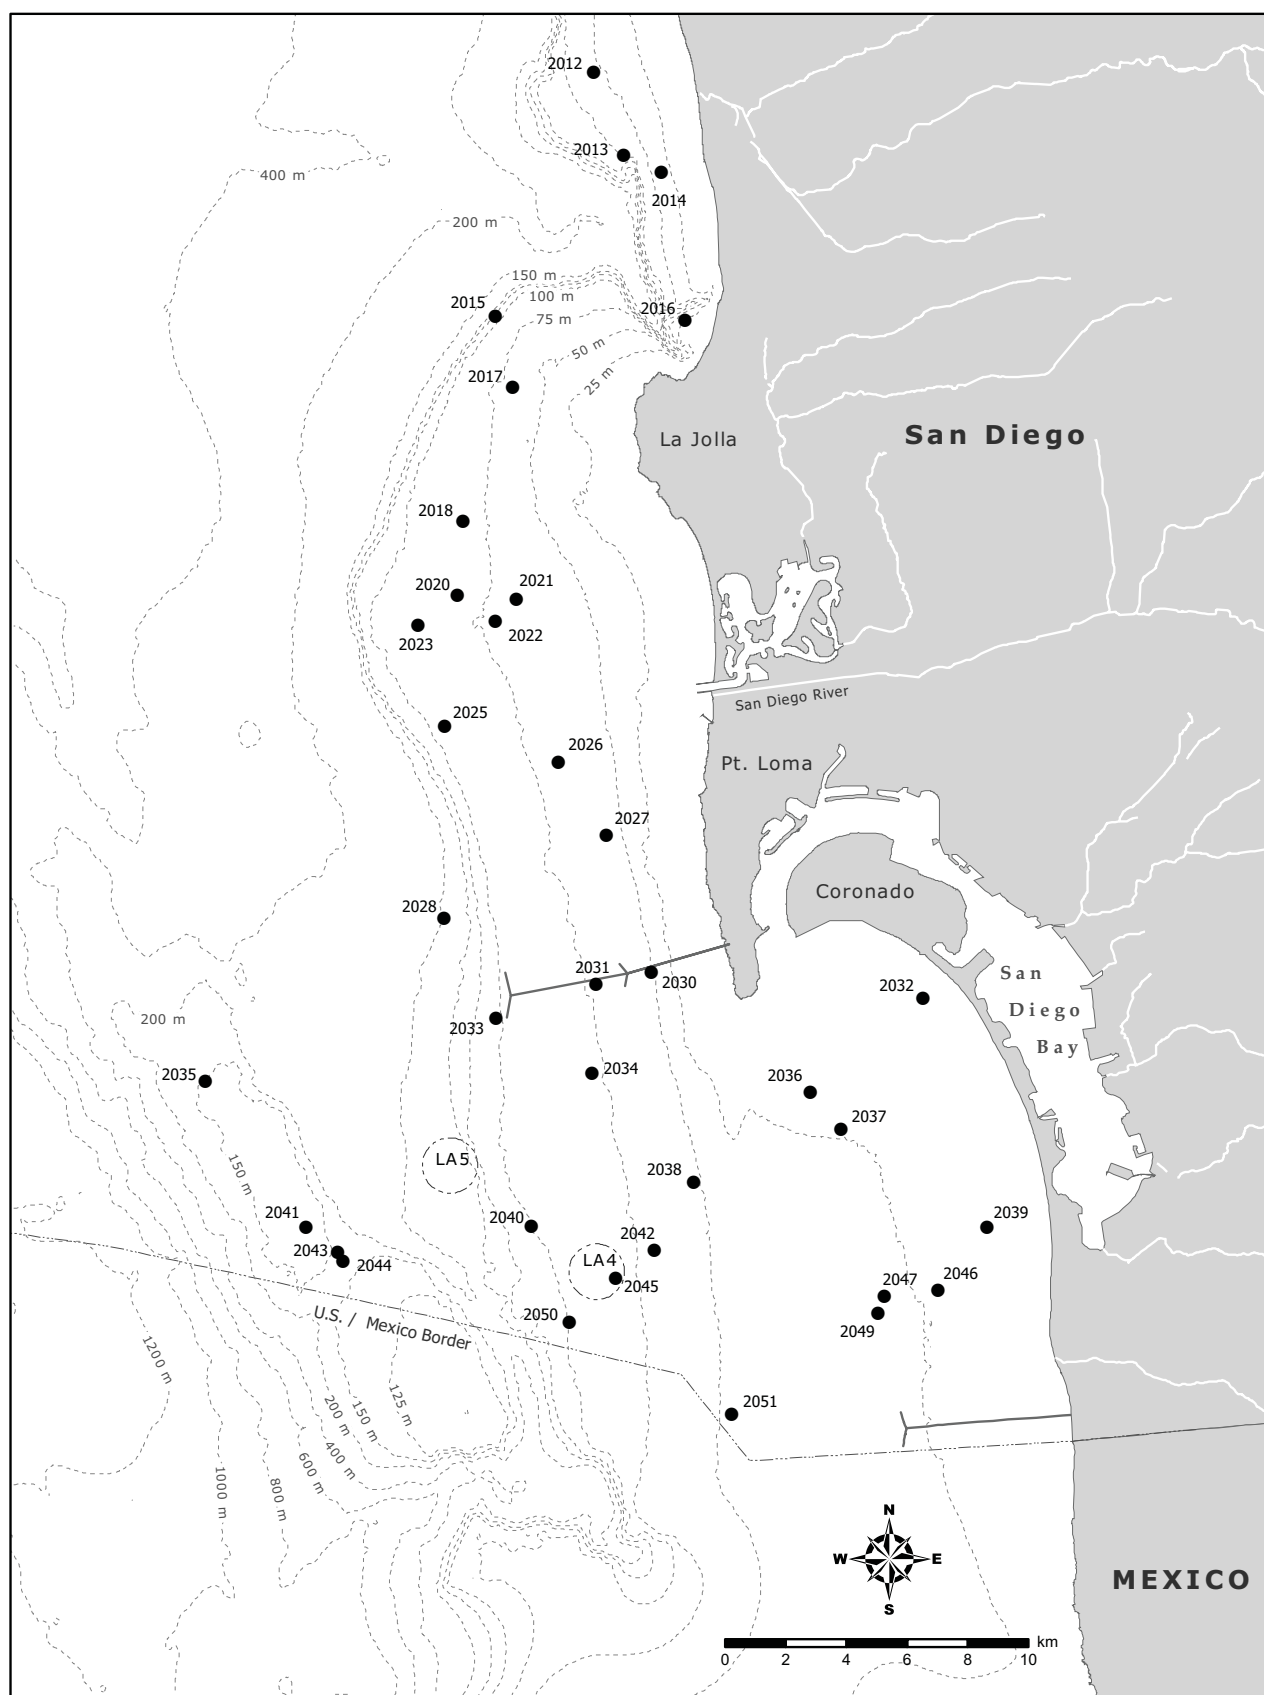 2012
2013
2014
400 m
200 m
150 m
2015
100 m
2016
75 m
50 m
2017
25 m
La Jolla
San Diego
2018
2020
2021
2022
2023
San Diego River
2025
2026
Pt. Loma
2027
Coronado
2028
2031
2030
San
Diego
Bay
2032
200 m
2033
2035
2034
2036
2037
150 m
LA5
2038
2041
2040
2039
2043
2044
2042
LA4
2045
2047
2046
2049
2050
U.S. / Mexico Border
1200 m
125 m
200 m
150 m
2051
400 m
600 m
1000 m
800 m
N
W
E
S
MEXICO
km
0 2 4 6 8 10